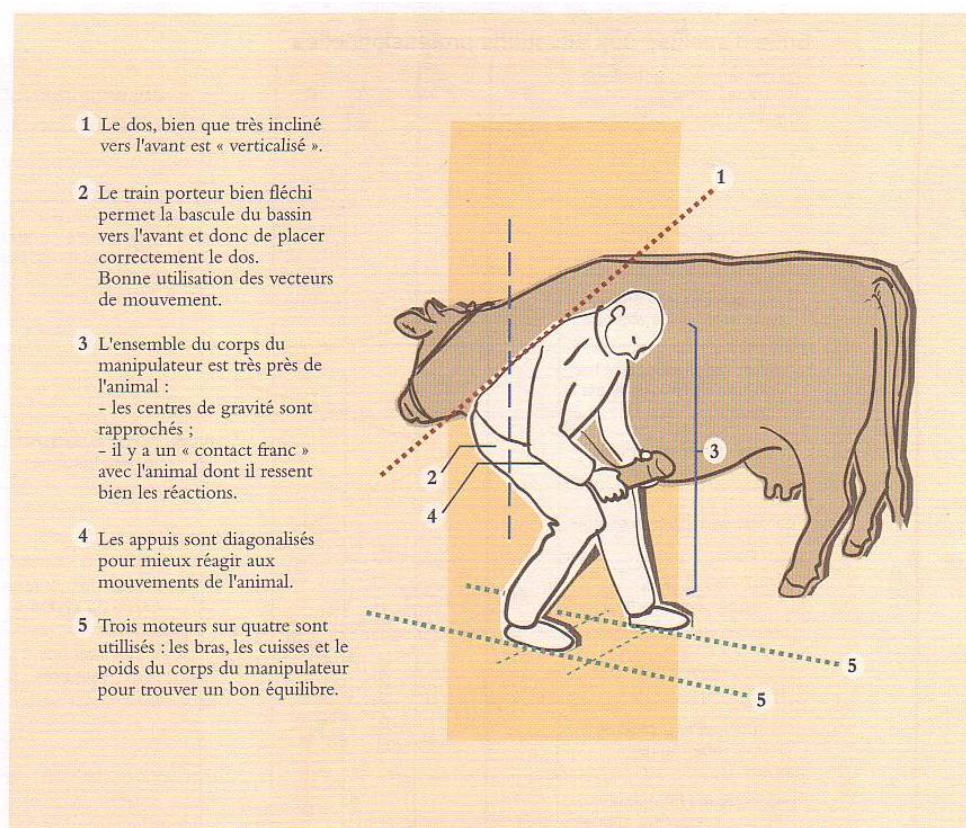 1 Le dos, bien que très incliné
vers l'avant est « verticalisé ».
2 Le train porteur bien fléchi
permet la bascule du bassin
vers l'avant et donc de placer
correctement le dos.
Bonne utilisation des vecteurs
de mouvement.
3 L'ensemble du corps du
manipulateur est très près de
l'animal :
- les centres de gravité sont
rapprochés ;
- il y a un « contact franc »
avec l'animal dont il ressent
bien les réactions.
4 Les appuis sont diagonalisés
pour mieux réagir aux
mouvements de l'animal.
5 Trois moteurs sur quatre sont
utillisés : les bras, les cuisses et le
poids du corps du manipulateur
pour trouver un bon équilibre.
1
2
3
4
5
5